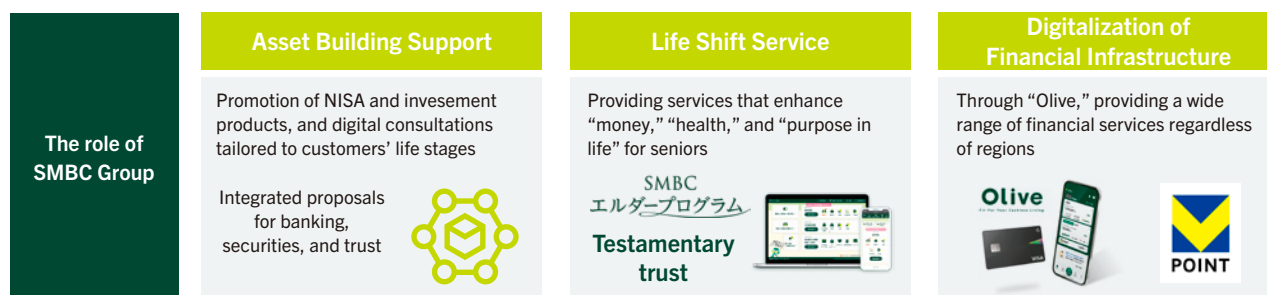 The role of
SMBC Group
Asset Building Support
Promotion of NISA and invesement
products, and digital consultations
tailored to customers' life stages
Integrated proposals
for banking,
securities, and trust
Life Shift Service
Providing services that enhance
“money,” “health,” and “purpose in
life” for seniors
SMBC
エルダープログラム
Testamentary
trust
Digitalization of
Financial Infrastructure
Through “Olive,” providing a wide
range of financial services regardless
of regions
Olive
VISA
POINT